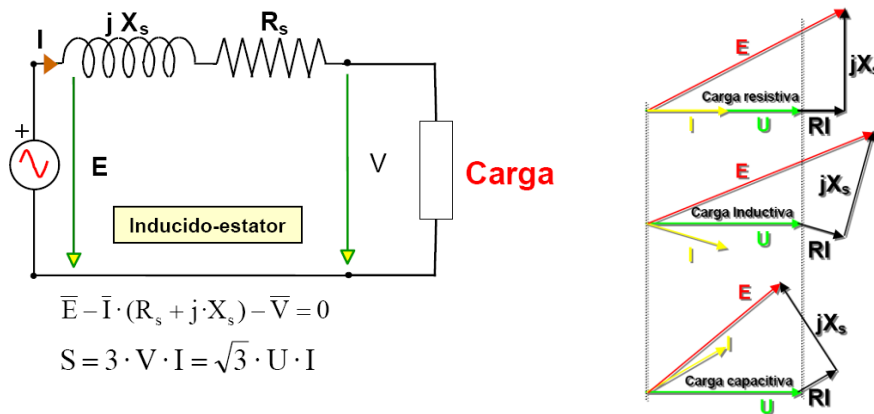 I
j Xs
Rs
+
E
V
Carga
Inducido-estator
E̅ − I̅ · (Rs + j·Xs) − V̅ = 0
S = 3 · V · I = √3 · U · I
E
jXs
Carga resistiva
I
U
RI
E
jXs
Carga Inductiva
I
U
RI
E
jXs
I
Carga capacitiva
U
RI